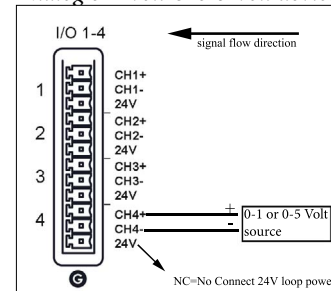 I/O 1-4
signal flow direction
1
CH1+
CH1-
24V
2
CH2+
CH2-
24V
3
CH3+
CH3-
24V
4
CH4+
CH4-
24V
+
-
0-1 or 0-5 Volt
source
G
NC=No Connect 24V loop powe